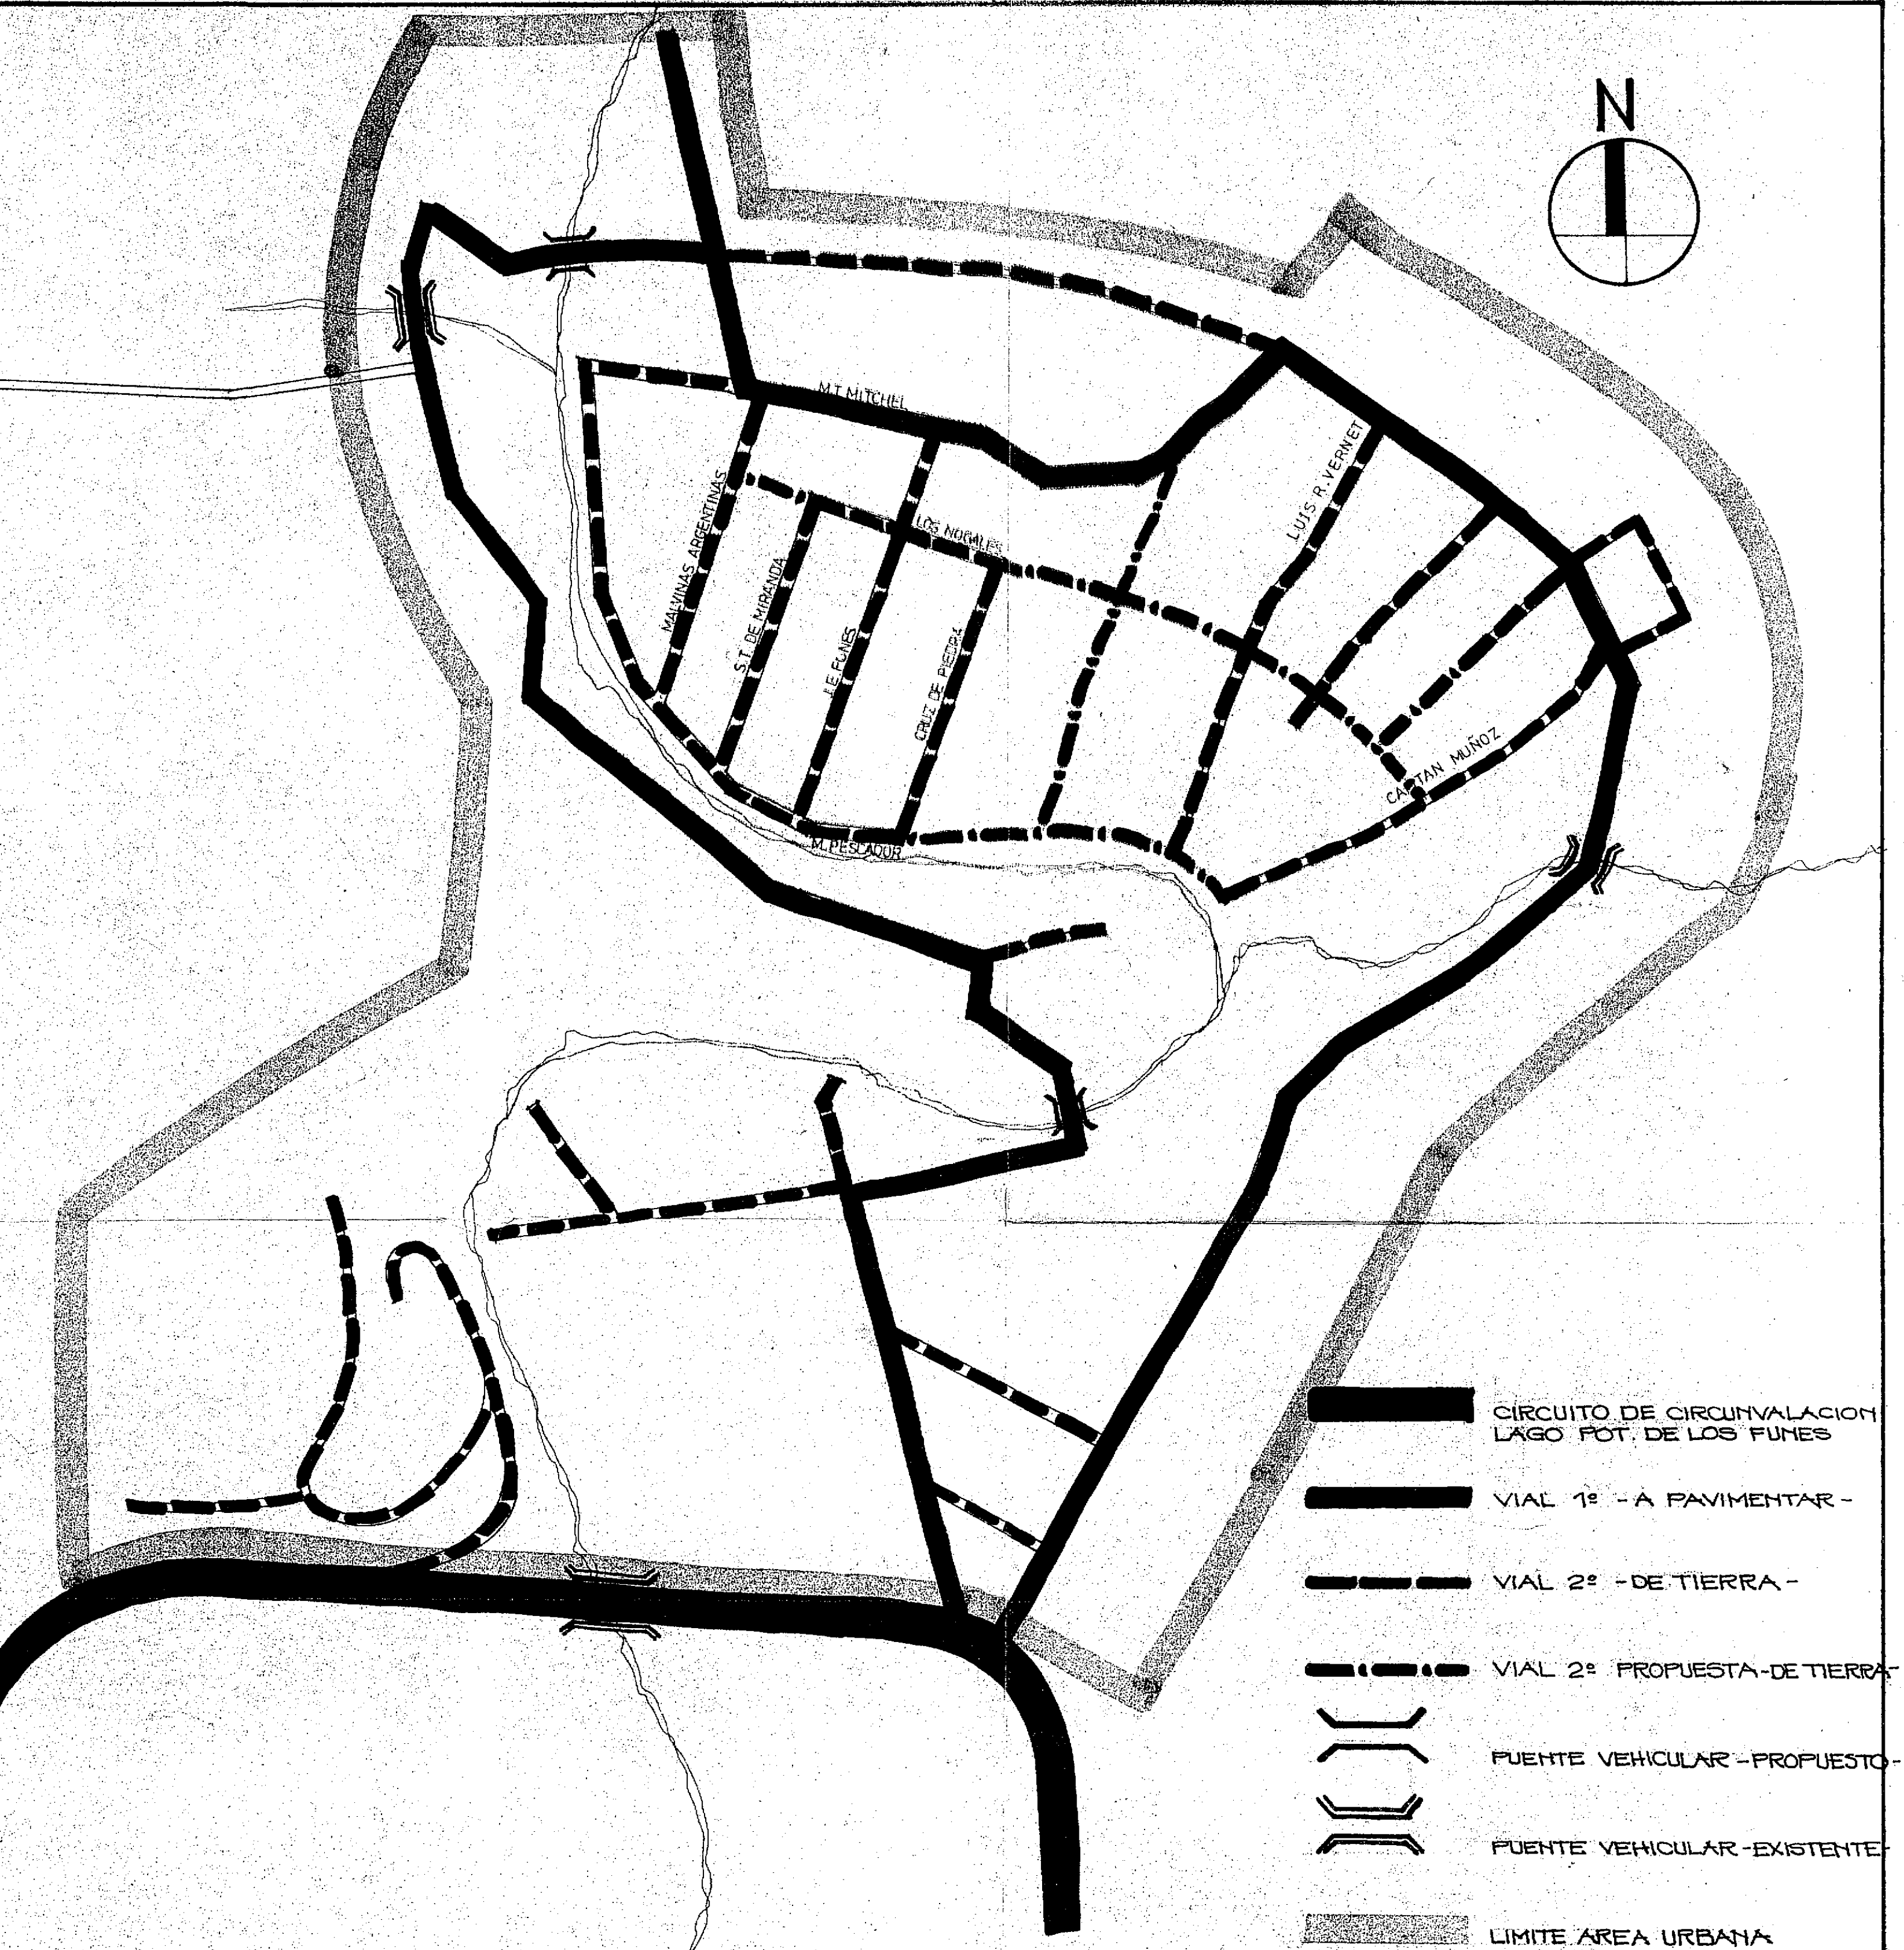 N
M.T. MITCHEL
LUIS R. VERNET
MALVINAS ARGENTINAS
LOS NOGALES
S.T. DE MIRANDA
J.E. FUNES
CRUZ DE PIEDRA
CAPITAN MUÑOZ
M. PESCADOR
CIRCUITO DE CIRCUNVALACION
LAGO POT. DE LOS FUNES
VIAL 1º - A PAVIMENTAR -
VIAL 2º - DE TIERRA -
VIAL 2º PROPUESTA-DE TIERRA-
PUENTE VEHICULAR -PROPUESTO-
PUENTE VEHICULAR -EXISTENTE-
LIMITE AREA URBANA